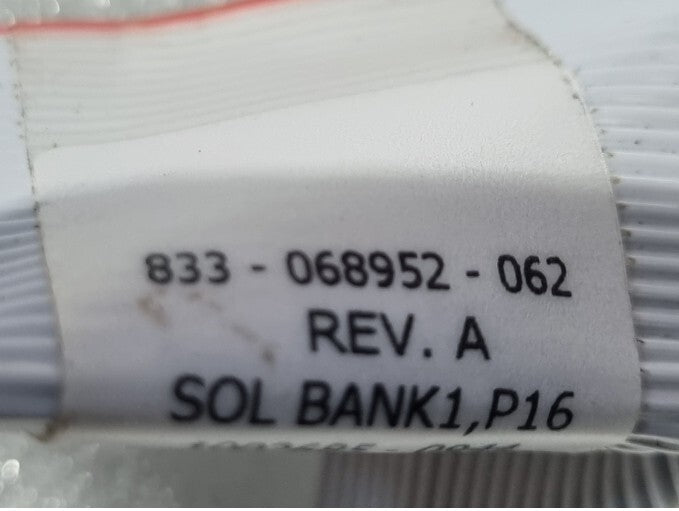 833 - 068952 - 062
REV. A
SOL BANK1,P16